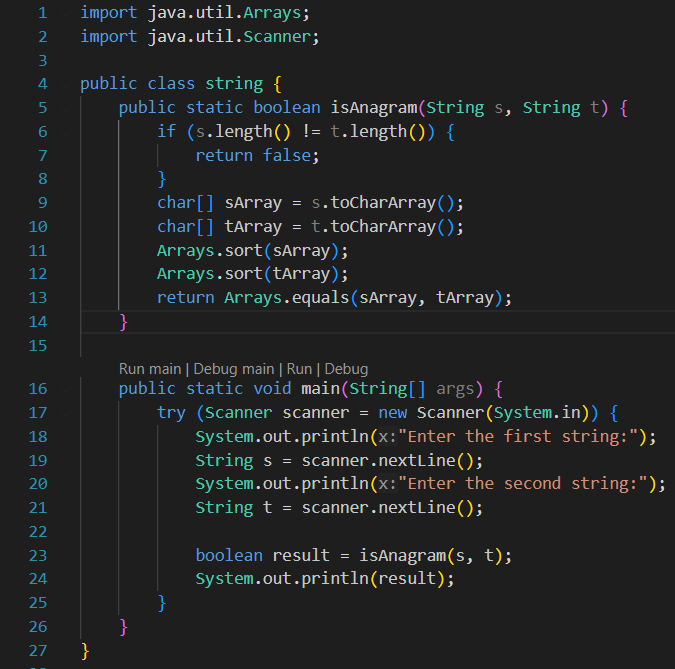 1 import java.util.Arrays;
2 import java.util.Scanner;
3
4 public class string {
5 public static boolean isAnagram(String s, String t) {
6 if (s.length() != t.length()) {
7 return false;
8 }
9 char[] sArray = s.toCharArray();
10 char[] tArray = t.toCharArray();
11 Arrays.sort(sArray);
12 Arrays.sort(tArray);
13 return Arrays.equals(sArray, tArray);
14 }
15
Run main | Debug main | Run | Debug
16 public static void main(String[] args) {
17 try (Scanner scanner = new Scanner(System.in)) {
18 System.out.println(x:"Enter the first string:");
19 String s = scanner.nextLine();
20 System.out.println(x:"Enter the second string:");
21 String t = scanner.nextLine();
22
23 boolean result = isAnagram(s, t);
24 System.out.println(result);
25 }
26 }
27 }